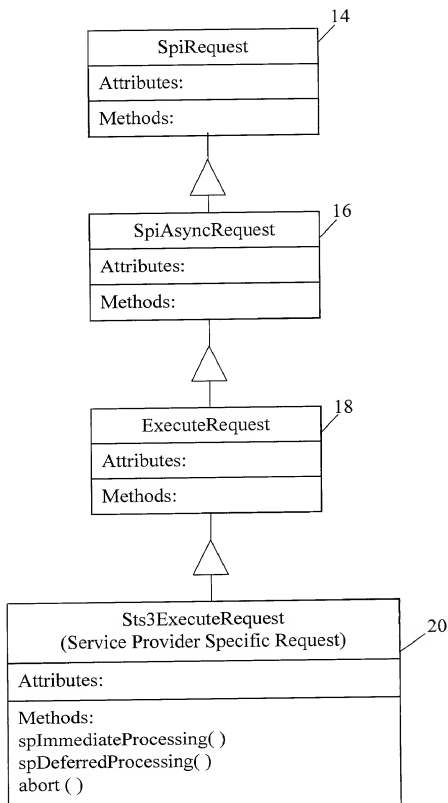 14
SpiRequest
Attributes:
Methods:
16
SpiAsyncRequest
Attributes:
Methods:
18
ExecuteRequest
Attributes:
Methods:
Sts3ExecuteRequest
20
(Service Provider Specific Request)
Attributes:
Methods:
spImmediateProcessing( )
spDeferredProcessing( )
abort ( )